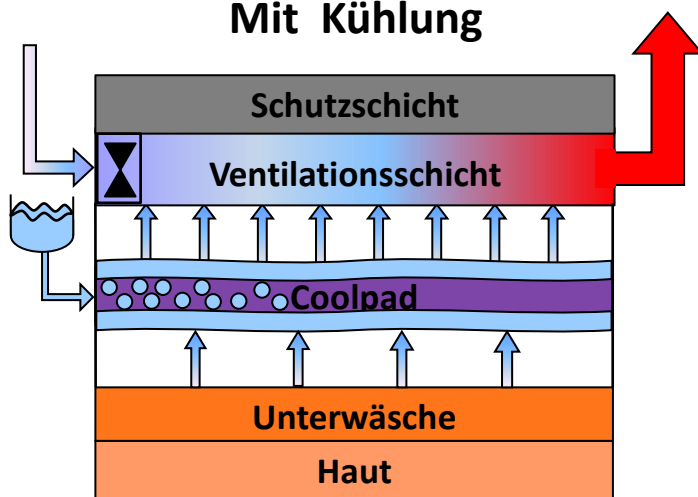 Mit Kühlung
Schutzschicht
Ventilationsschicht
Coolpad
Unterwäsche
Haut